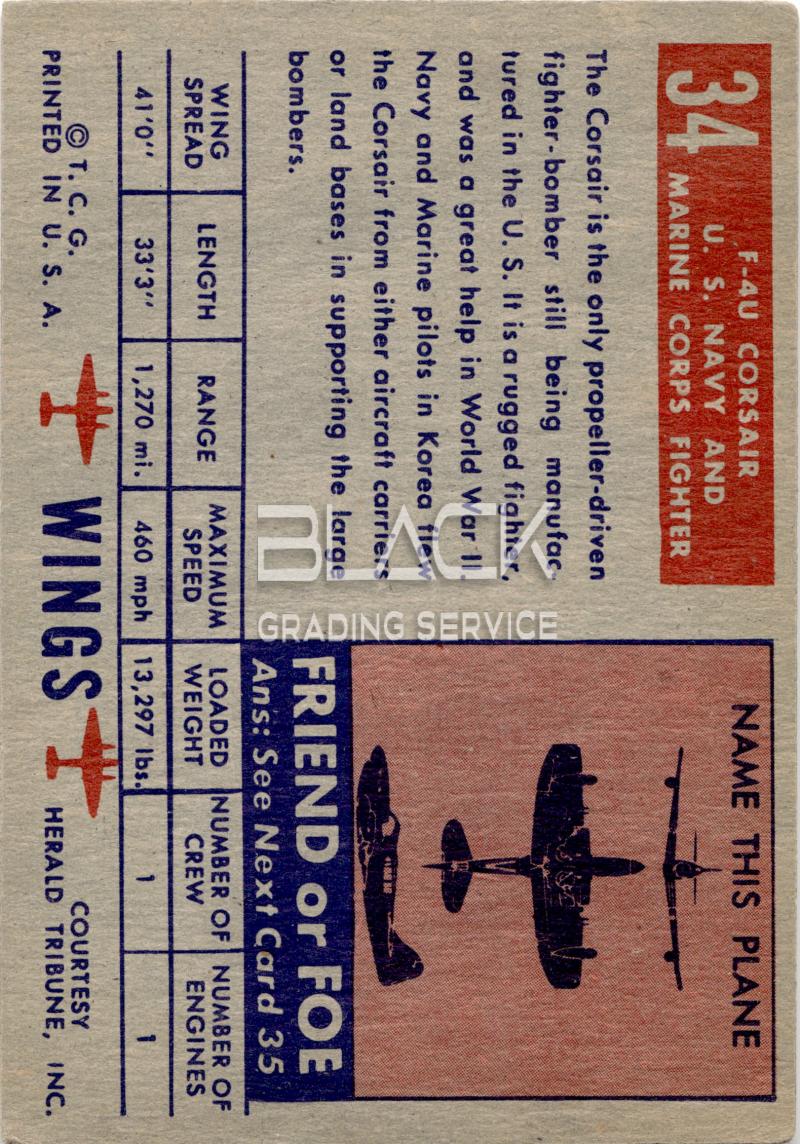 34
F-4U CORSAIR
U. S. NAVY AND
MARINE CORPS FIGHTER
The Corsair is the only propeller-driven
fighter-bomber still being manufac-
tured in the U. S. It is a rugged fighter,
and was a great help in World War II.
Navy and Marine pilots in Korea flew
the Corsair from either aircraft carriers
or land bases in supporting the large
bombers.
NAME THIS PLANE
FRIEND or FOE
Ans: See Next Card 35
WING SPREAD LENGTH RANGE MAXIMUM SPEED LOADED WEIGHT NUMBER OF CREW NUMBER OF ENGINES
41'0" 33'3" 1,270 mi. 460 mph 13,297 lbs. 1 1
© T. C. G.
PRINTED IN U. S. A.
WINGS
COURTESY
HERALD TRIBUNE, INC.
BLACK
GRADING SERVICE